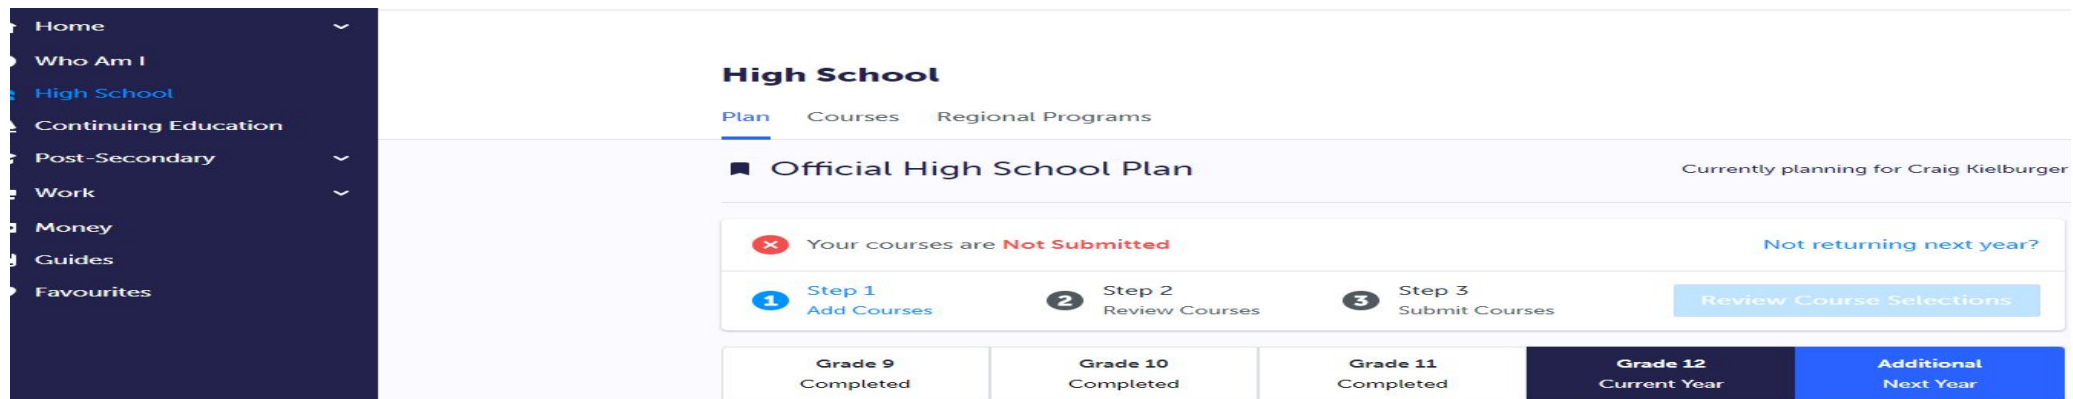 Home
Who Am I
High School
Continuing Education
Post-Secondary
Work
Money
Guides
Favourites
High School
Plan Courses Regional Programs
Official High School Plan
Currently planning for Craig Kielburger
Your courses are Not Submitted
Not returning next year?
1 Step 1
Add Courses
2 Step 2
Review Courses
3 Step 3
Submit Courses
Review Course Selections
Grade 9
Completed
Grade 10
Completed
Grade 11
Completed
Grade 12
Current Year
Additional
Next Year